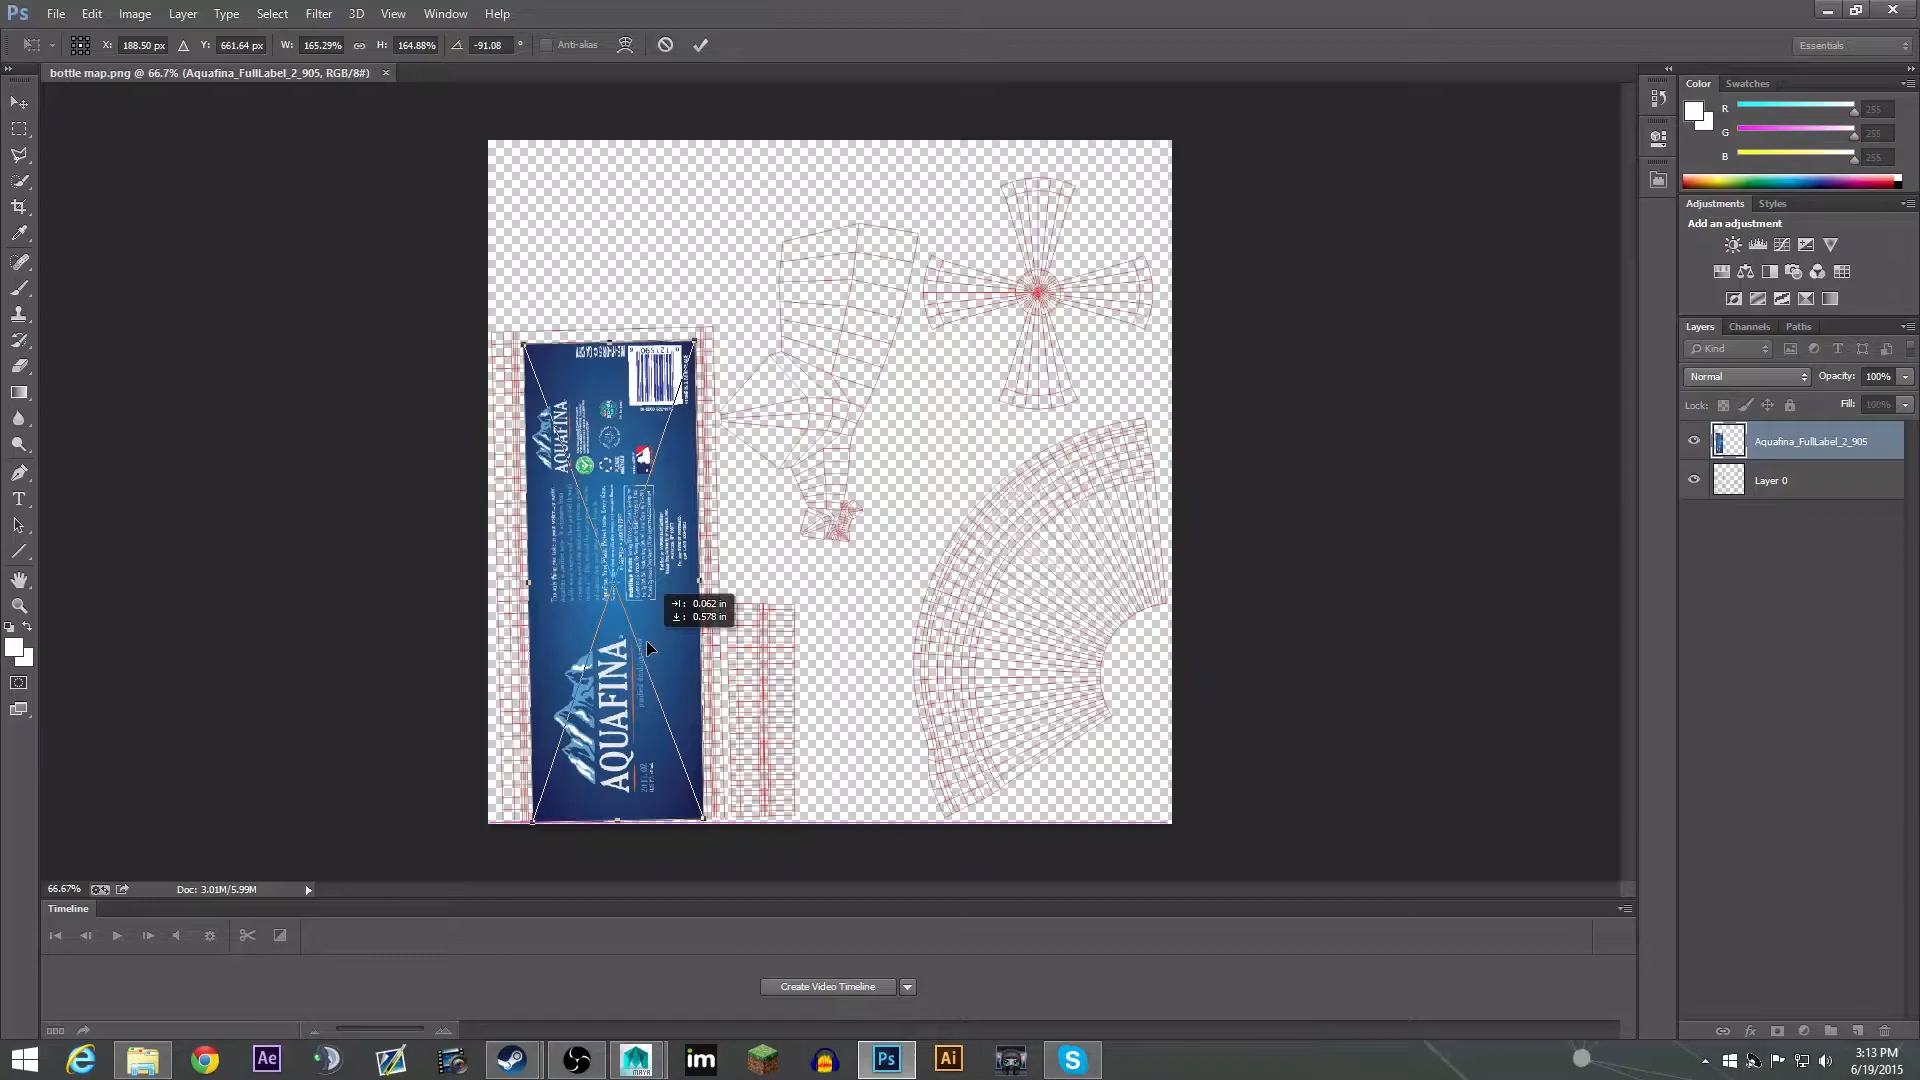 Ps File Edit Image Layer Type Select Filter 3D View Window Help
X: 188.50 px Y: 661.64 px W: 165.29% H: 164.88% -91.08 ° Anti-alias Essentials
bottle map.png @ 66.7% (Aquafina_FullLabel_2_905, RGB/8#) ×
Color Swatches
R 255
G 255
B 255
Adjustments Styles
Add an adjustment
Layers Channels Paths
Kind
Normal Opacity: 100%
Lock: Fill: 100%
Aquafina_FullLabel_2_905
Layer 0
AQUAFINA
AQUAFINA
0.062 in
0.578 in
66.67% Doc: 3.01M/5.99M
Timeline
Create Video Timeline
Ae MAYA im Ps Ai
3:13 PM
6/19/2015